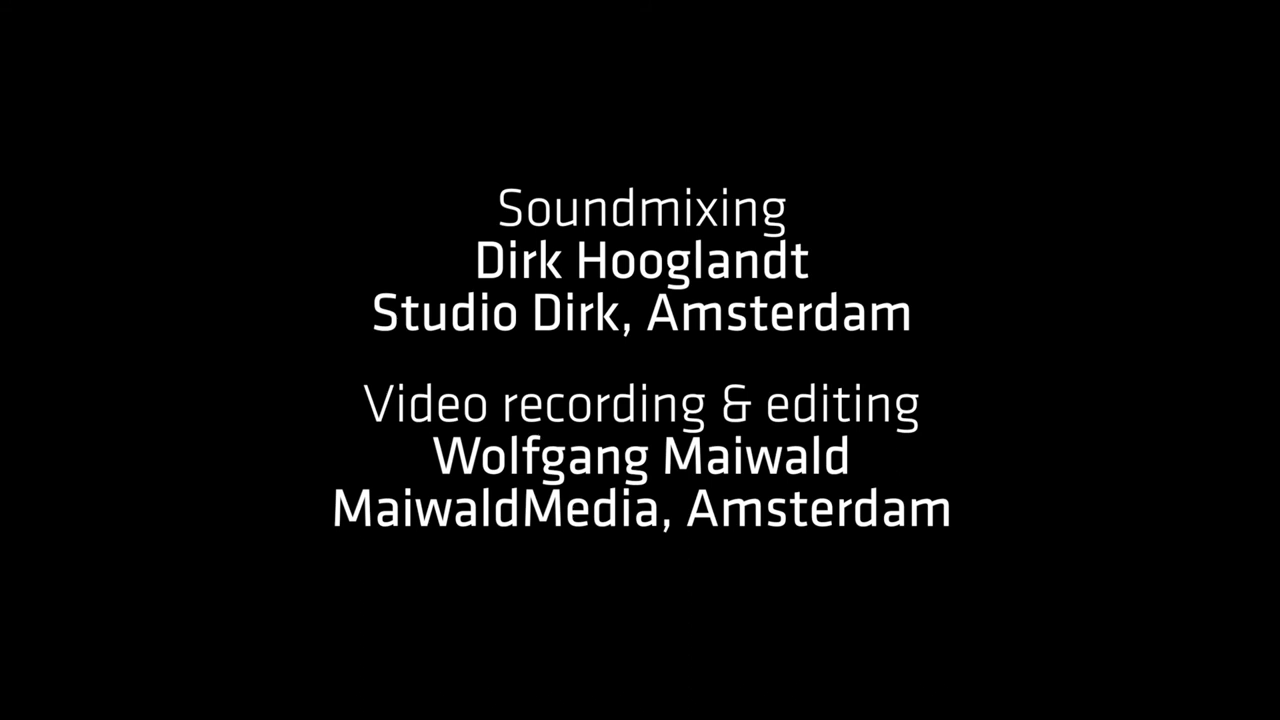 Soundmixing
Dirk Hooglandt
Studio Dirk, Amsterdam
Video recording & editing
Wolfgang Maiwald
MaiwaldMedia, Amsterdam